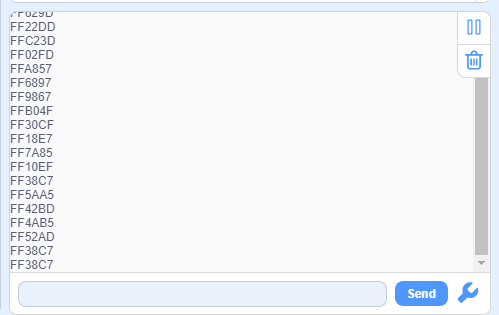 FF629D
FF22DD
FFC23D
FF02FD
FFA857
FF6897
FF9867
FFB04F
FF30CF
FF18E7
FF7A85
FF10EF
FF38C7
FF5AA5
FF42BD
FF4AB5
FF52AD
FF38C7
FF38C7
Send